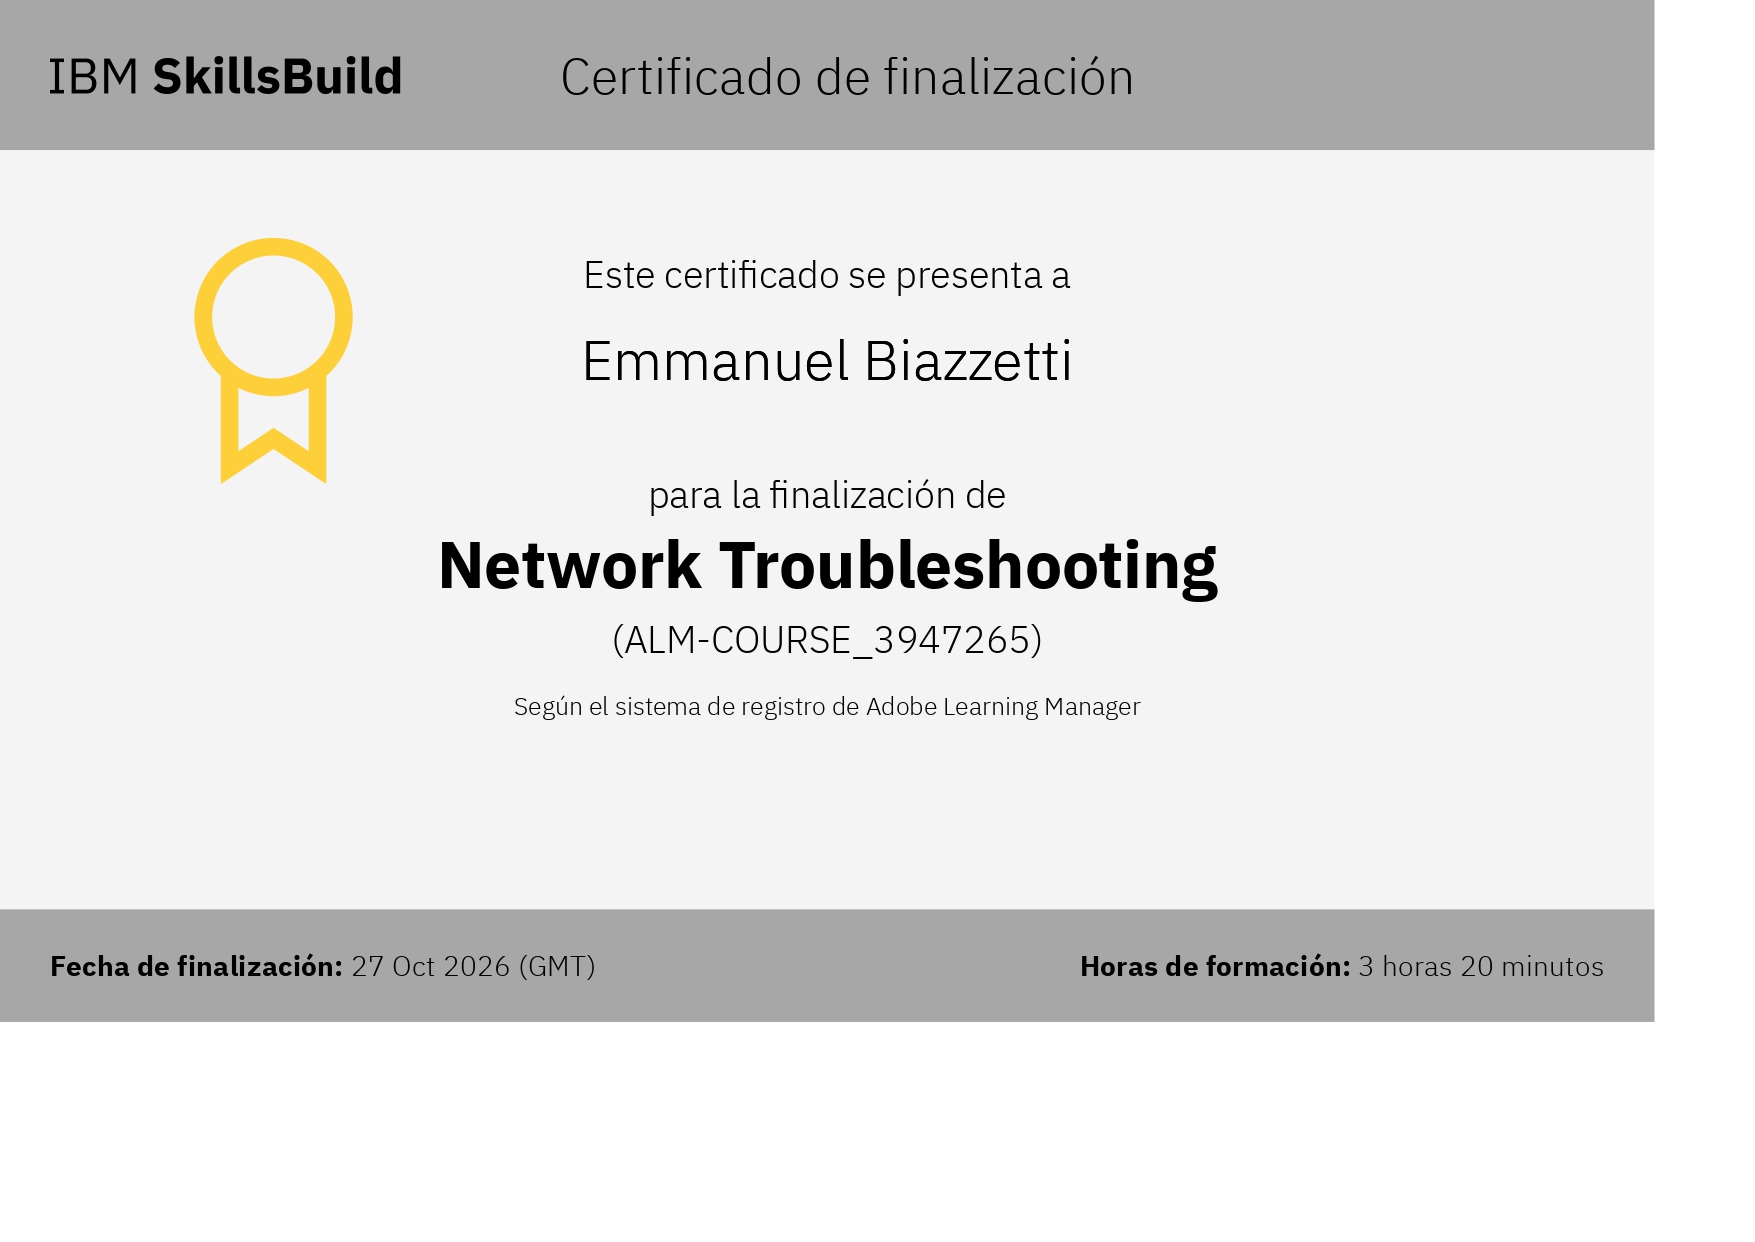 IBM SkillsBuild
Certificado de finalización
Este certificado se presenta a
Emmanuel Biazzetti
para la finalización de
Network Troubleshooting
(ALM-COURSE_3947265)
Según el sistema de registro de Adobe Learning Manager
Fecha de finalización: 27 Oct 2026 (GMT)
Horas de formación: 3 horas 20 minutos